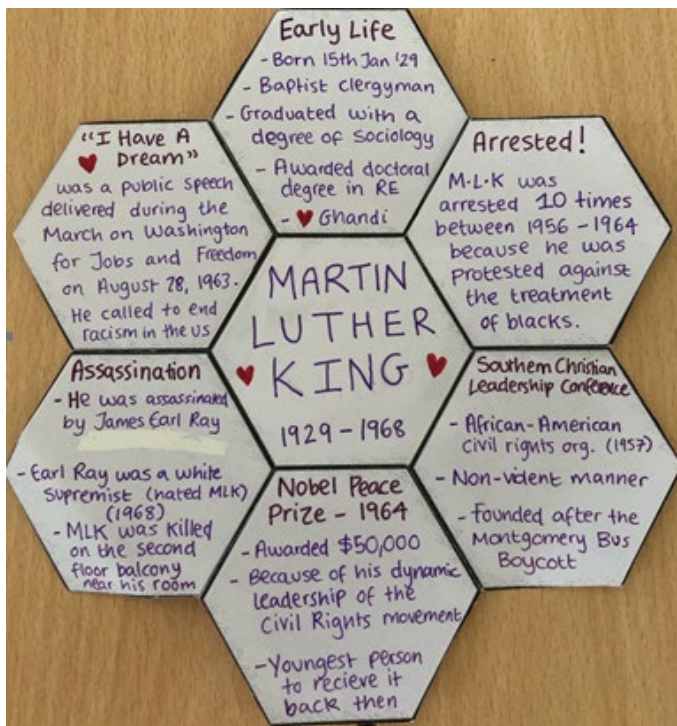 Early Life
- Born 15th Jan '29
- Baptist clergyman
- Graduated with a
degree of sociology
- Awarded doctoral
degree in RE
- ♥ Ghandi
Arrested!
M.L.K was
arrested 10 times
between 1956 - 1964
because he was
protested against
the treatment
of blacks.
Southern Christian
Leadership Conference
- African-American
civil rights org. (1957)
- Non-violent manner
- Founded after the
Montgomery Bus
Boycott
Nobel Peace
Prize - 1964
- Awarded $50,000
- Because of his dynamic
leadership of the
Civil Rights movement
- Youngest person
to recieve it
back then
Assassination
- He was assassinated
by James Earl Ray
- Earl Ray was a white
supremist (hated MLK)
(1968)
- MLK was killed
on the second
floor balcony
near his room
"I Have A
♥ Dream"
was a public speech
delivered during the
March on Washington
for Jobs and Freedom
on August 28, 1963.
He called to end
racism in the US
MARTIN
LUTHER
♥ KING ♥
1929 - 1968